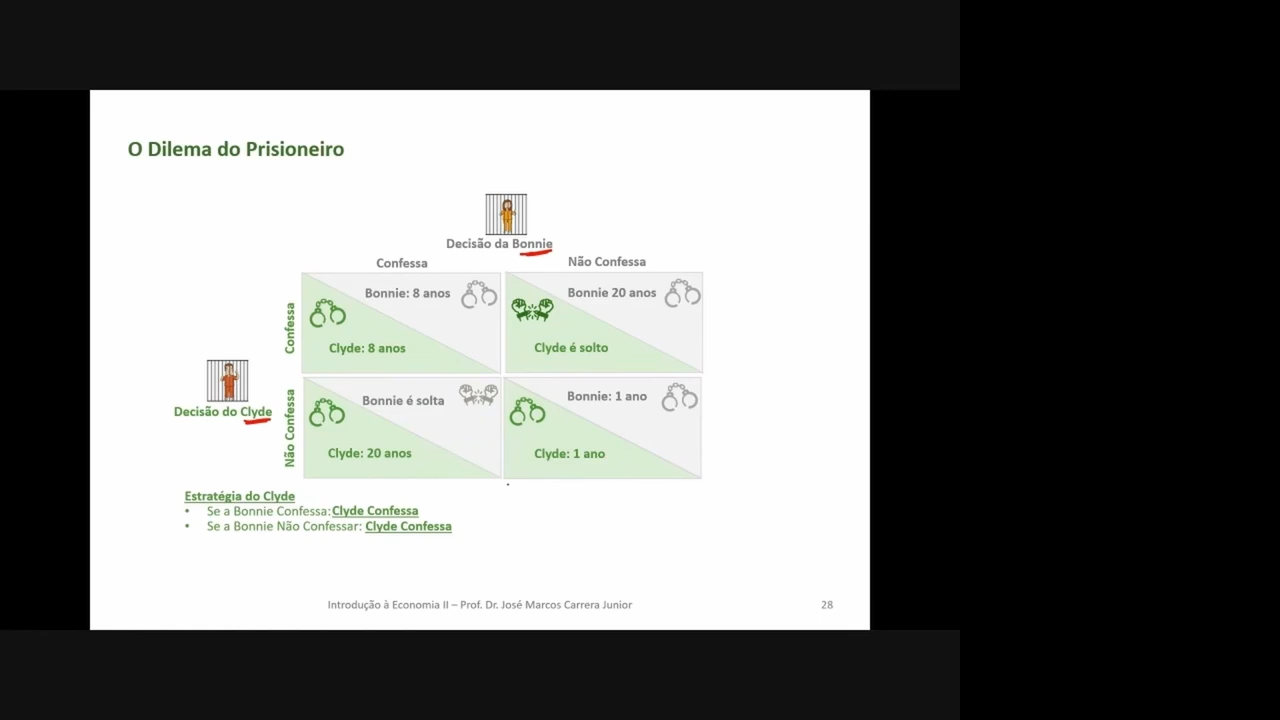 O Dilema do Prisioneiro
Decisão da Bonnie
Confessa
Não Confessa
Confessa
Bonnie: 8 anos
Clyde: 8 anos
Bonnie 20 anos
Clyde é solto
Decisão do Clyde
Não Confessa
Bonnie é solta
Clyde: 20 anos
Bonnie: 1 ano
Clyde: 1 ano
Estratégia do Clyde
• Se a Bonnie Confessa: Clyde Confessa
• Se a Bonnie Não Confessar: Clyde Confessa
Introdução à Economia II – Prof. Dr. José Marcos Carrera Junior
28